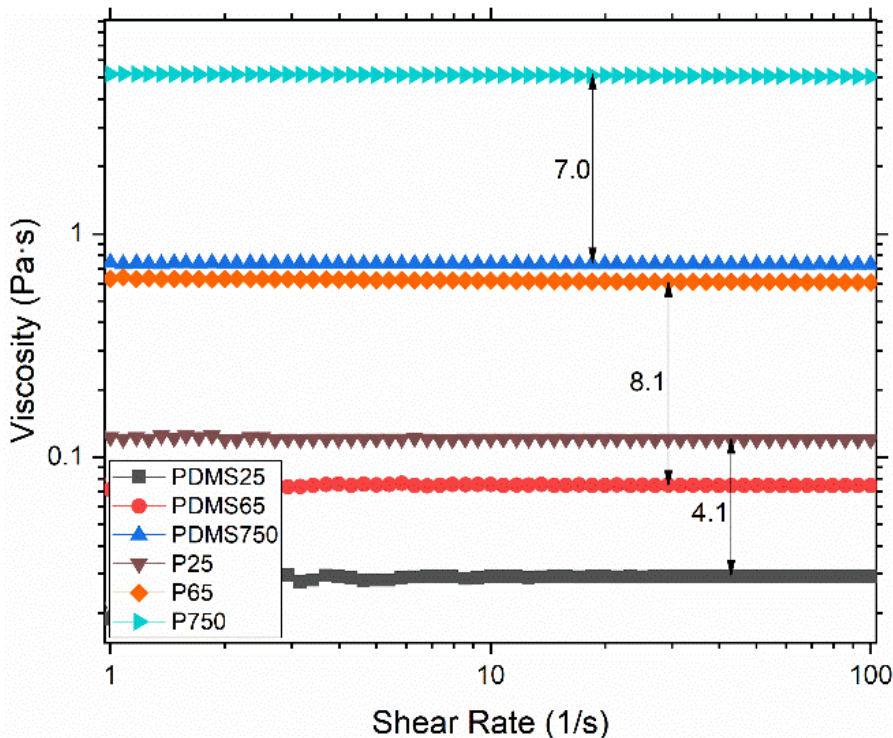 7.0
1
8.1
0.1
4.1
PDMS25
PDMS65
PDMS750
P25
P65
P750
1
10
100
Viscosity (Pa·s)
Shear Rate (1/s)